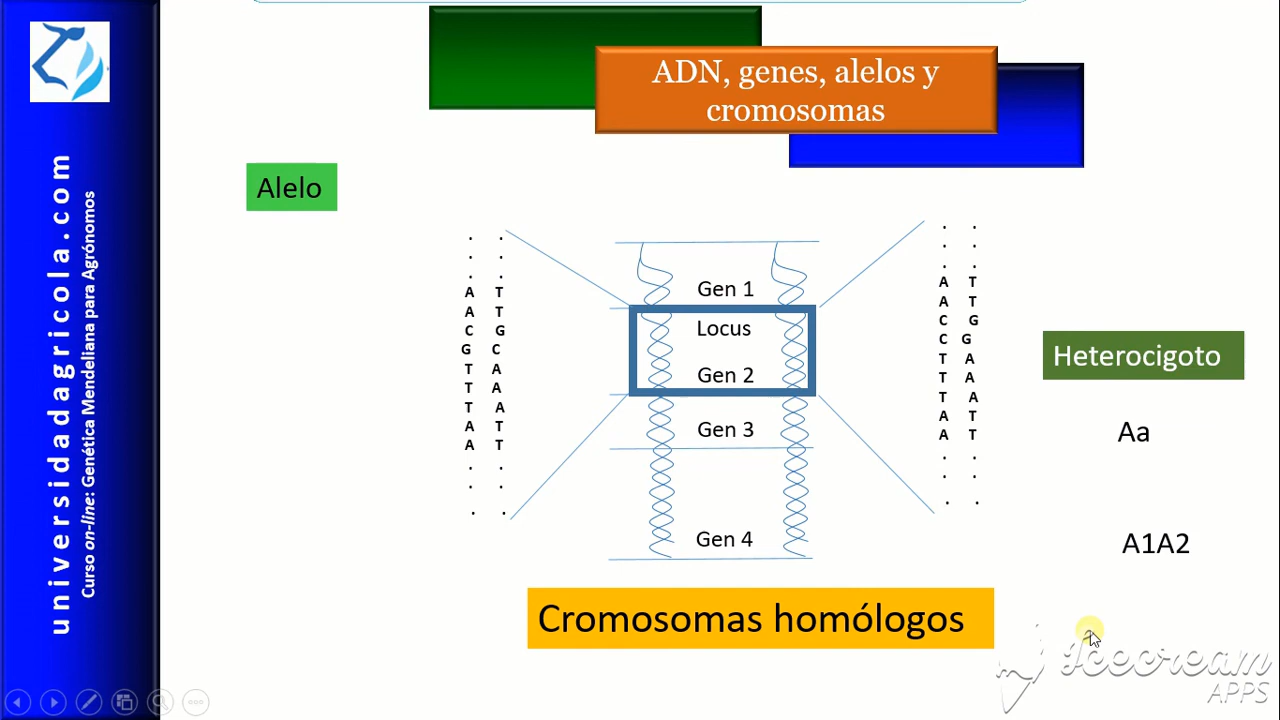 universidadagricola.com
Curso on-line: Genética Mendeliana para Agrónomos
ADN, genes, alelos y
cromosomas
Alelo
. .
. .
. .
A T
A T
C G
G C
T A
T A
T A
A T
A T
. .
. .
. .
Gen 1
Locus
Gen 2
Gen 3
Gen 4
. .
. .
. .
A T
A T
C G
C G
T A
T A
T A
A T
A T
. .
. .
. .
Heterocigoto
Aa
A1A2
Cromosomas homólogos
Icecream
APPS